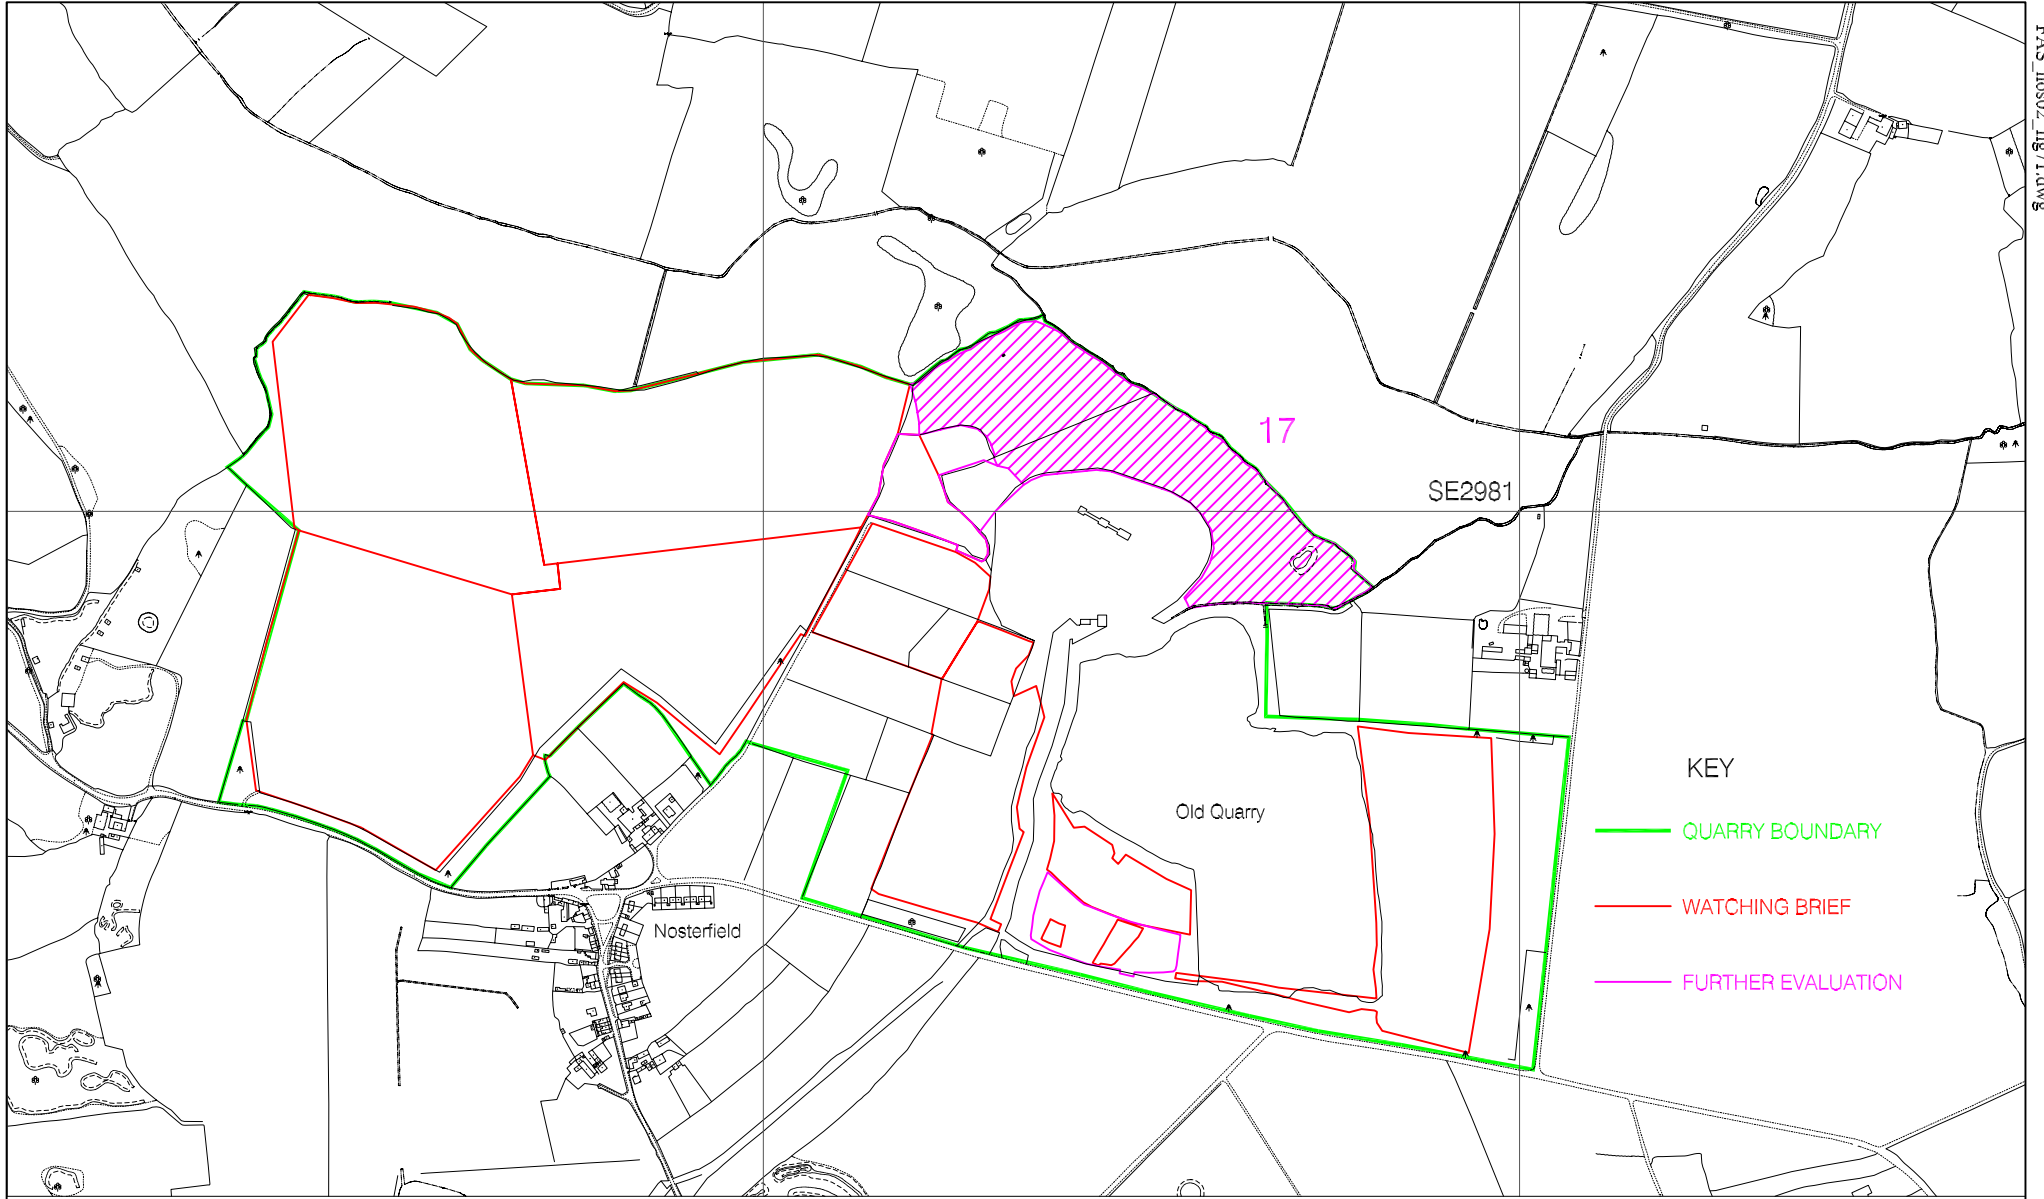 17
SE2981
KEY
Old Quarry
QUARRY BOUNDARY
WATCHING BRIEF
Nosterfield
FURTHER EVALUATION